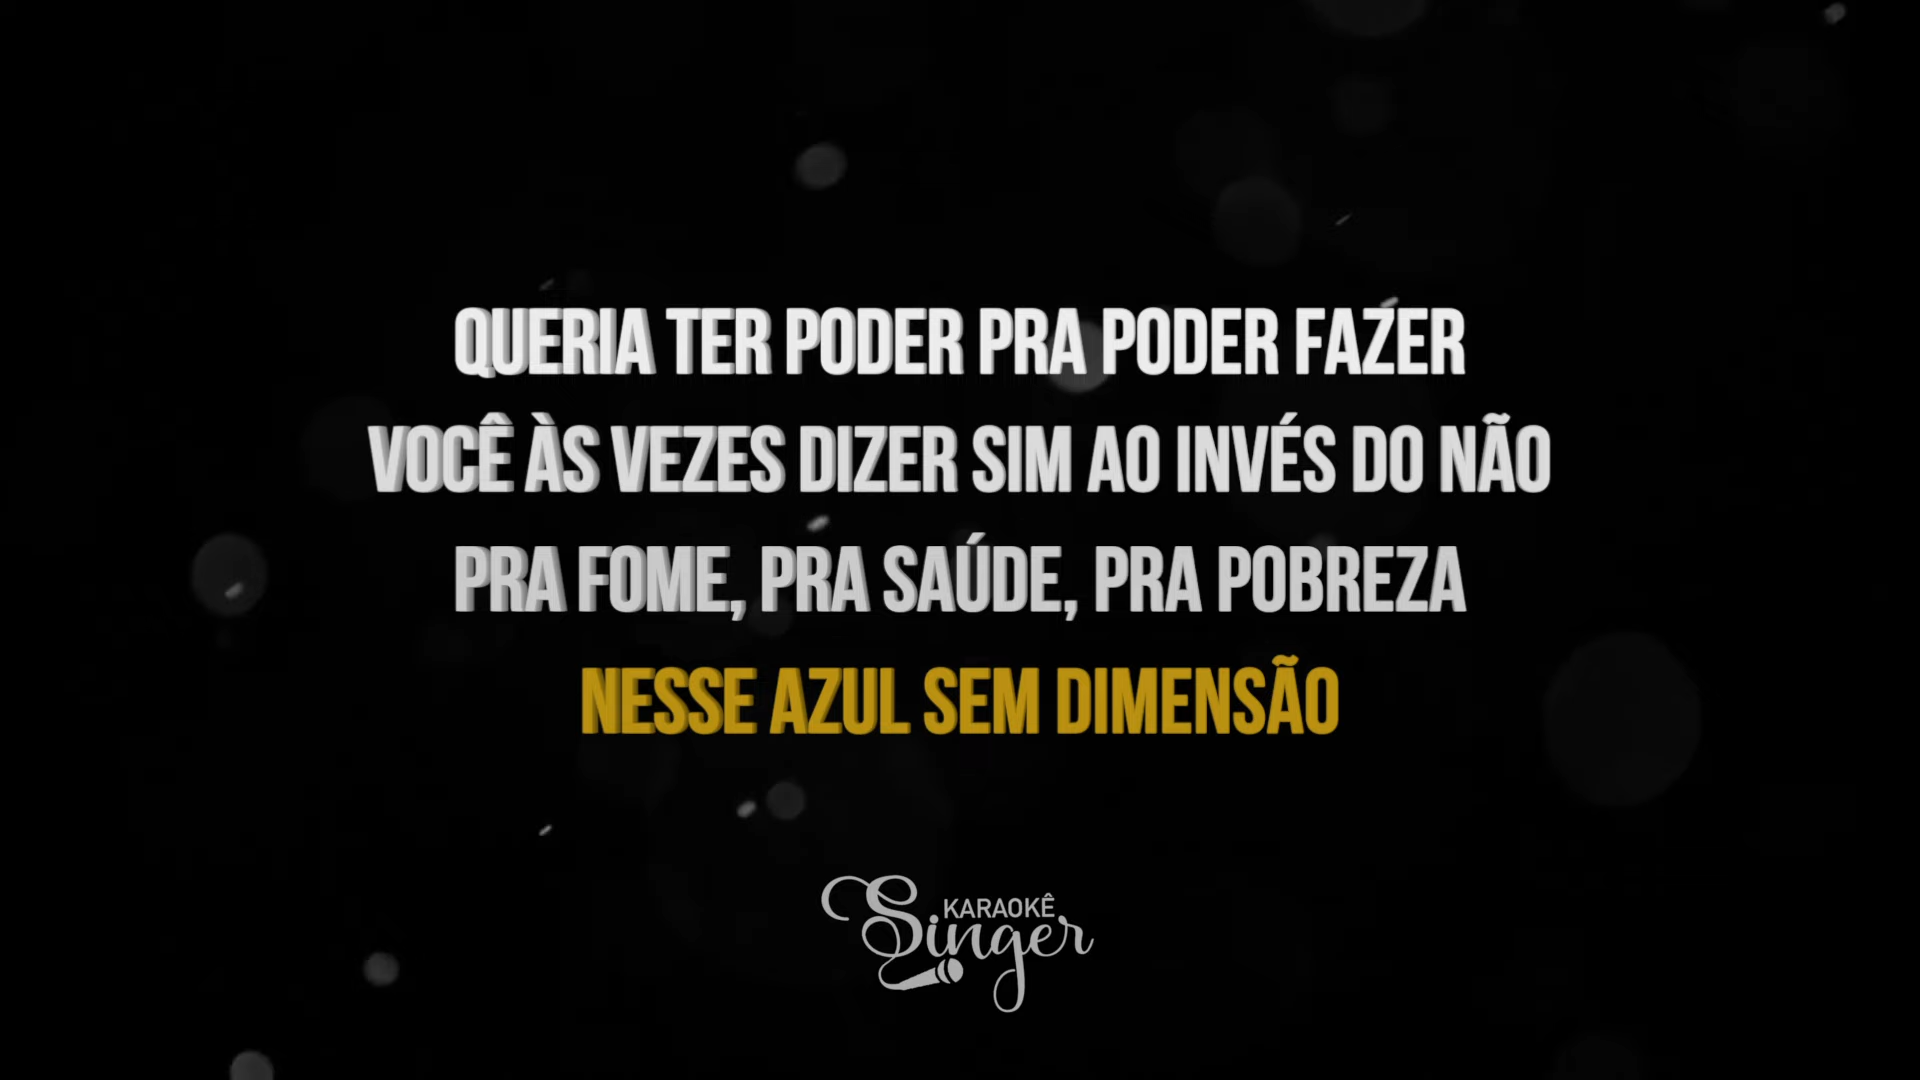 QUERIA TER PODER PRA PODER FAZER
VOCÊ ÀS VEZES DIZER SIM AO INVÉS DO NÃO
PRA FOME, PRA SAÚDE, PRA POBREZA
NESSE AZUL SEM DIMENSÃO
KARAOKÊ
Singer